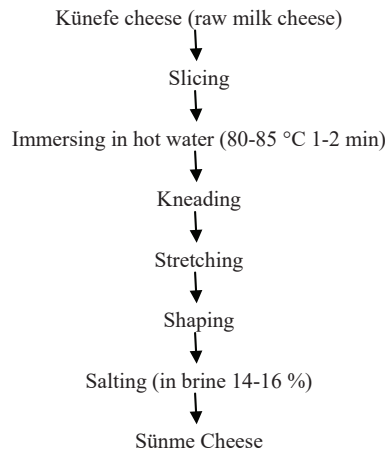 Künefe cheese (raw milk cheese)
Slicing
Immersing in hot water (80-85 °C 1-2 min)
Kneading
Stretching
Shaping
Salting (in brine 14-16 %)
Sünme Cheese